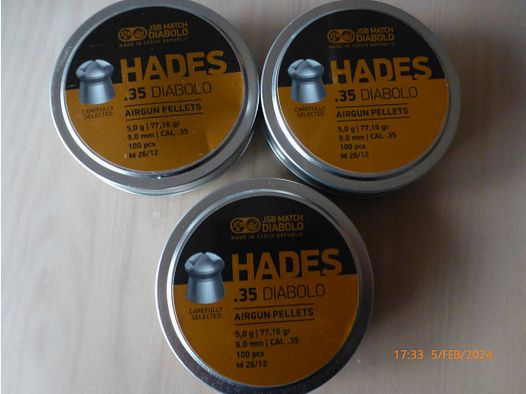 JSB MATCH
DIABOLO
MADE IN CZECH REPUBLIC
HADES
.35 DIABOLO
AIRGUN PELLETS
CAREFULLY
SELECTED
5,0 g | 77,16 gr
9.0 mm | CAL .35
100 pcs
M 26/12
JSB MATCH
DIABOLO
MADE IN CZECH REPUBLIC
HADES
.35 DIABOLO
AIRGUN PELLETS
CAREFULLY
SELECTED
5,0 g | 77,16 gr
9.0 mm | CAL .35
100 pcs
M 26/12
JSB MATCH
DIABOLO
MADE IN CZECH REPUBLIC
HADES
.35 DIABOLO
AIRGUN PELLETS
CAREFULLY
SELECTED
5,0 g | 77,16 gr
9.0 mm | CAL .35
100 pcs
M 26/12
17:33 5/FEB/2024